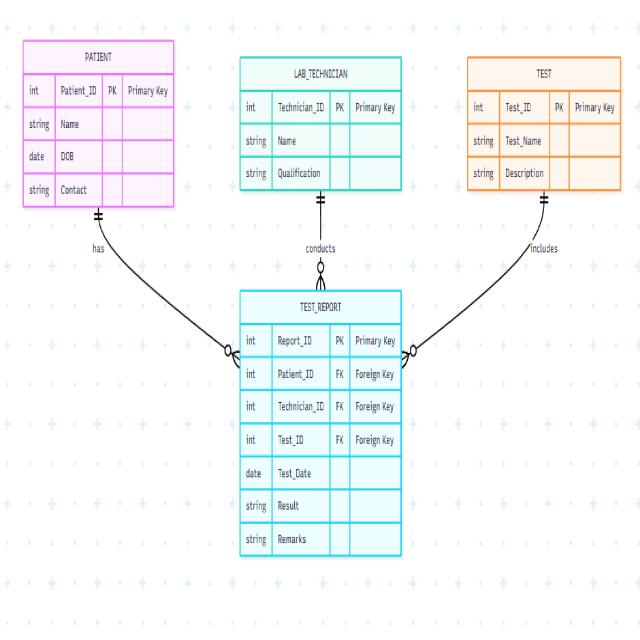 PATIENT
int Patient_ID PK Primary Key
string Name
date DOB
string Contact
LAB_TECHNICIAN
int Technician_ID PK Primary Key
string Name
string Qualification
TEST
int Test_ID PK Primary Key
string Test_Name
string Description
has
conducts
includes
TEST_REPORT
int Report_ID PK Primary Key
int Patient_ID FK Foreign Key
int Technician_ID FK Foreign Key
int Test_ID FK Foreign Key
date Test_Date
string Result
string Remarks